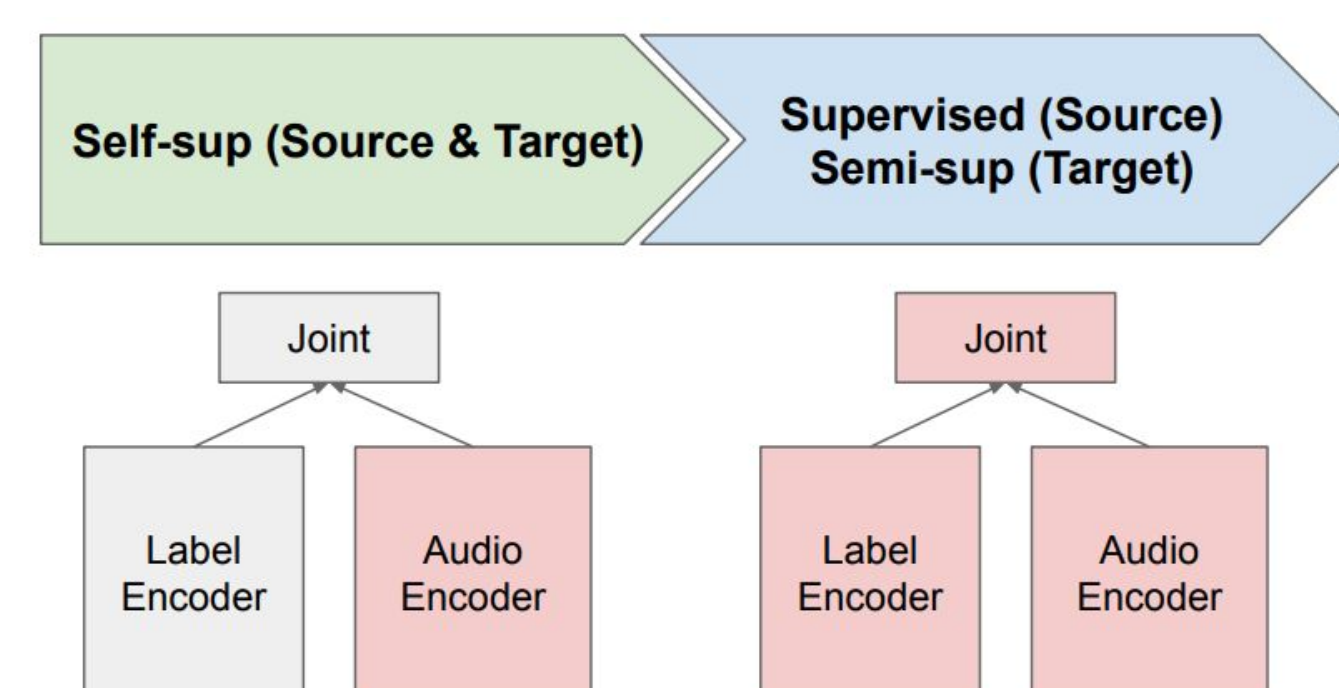 Self-sup (Source & Target)
Supervised (Source)
Semi-sup (Target)
Joint
Joint
Label
Encoder
Audio
Encoder
Label
Encoder
Audio
Encoder